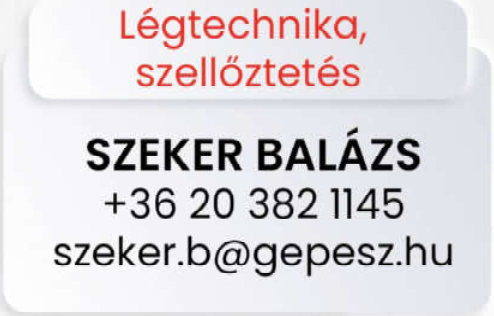 Légtechnika,
szellőztetés
SZEKER BALÁZS
+36 20 382 1145
szeker.b@gepesz.hu